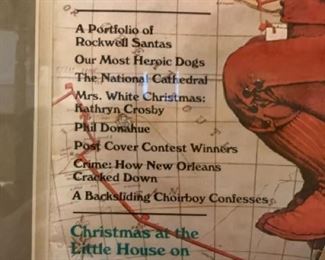 A Portfolio of
Rockwell Santas
Our Most Heroic Dogs
The National Cathedral
Mrs. White Christmas:
Kathryn Crosby
Phil Donahue
Post Cover Contest Winners
Crime: How New Orleans
Cracked Down
A Backsliding Choirboy Confesses
Christmas at the
Little House on